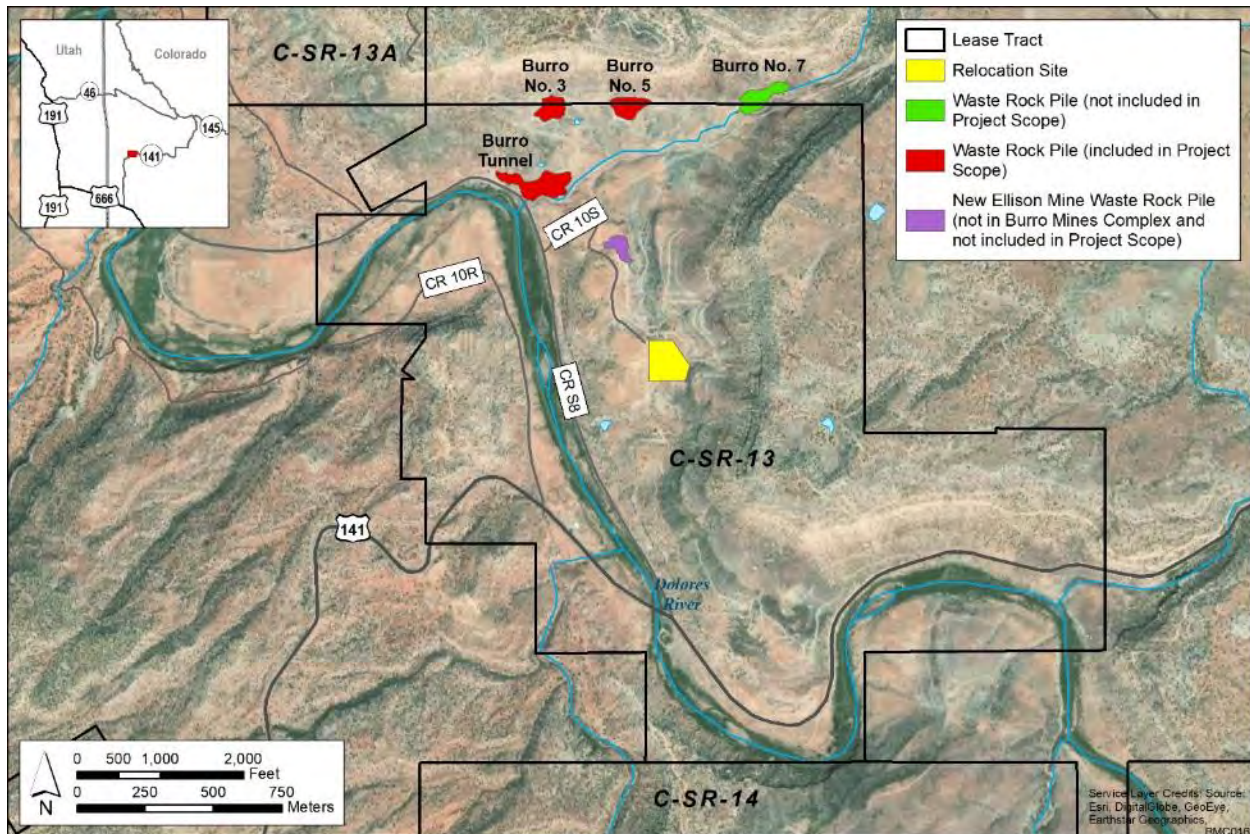 Utah
Colorado
46
191
145
141
191
666
C-SR-13A
Burro
No. 3
Burro
No. 5
Burro No. 7
Burro
Tunnel
CR 10S
CR 10R
CR S8
C-SR-13
141
Dolores
River
C-SR-14
Lease Tract
Relocation Site
Waste Rock Pile (not included in
Project Scope)
Waste Rock Pile (included in Project
Scope)
New Ellison Mine Waste Rock Pile
(not in Burro Mines Complex and
not included in Project Scope)
N
0 500 1,000 2,000
Feet
0 250 500 750
Meters
Service Layer Credits: Source:
Esri, DigitalGlobe, GeoEye,
Earthstar Geographics,